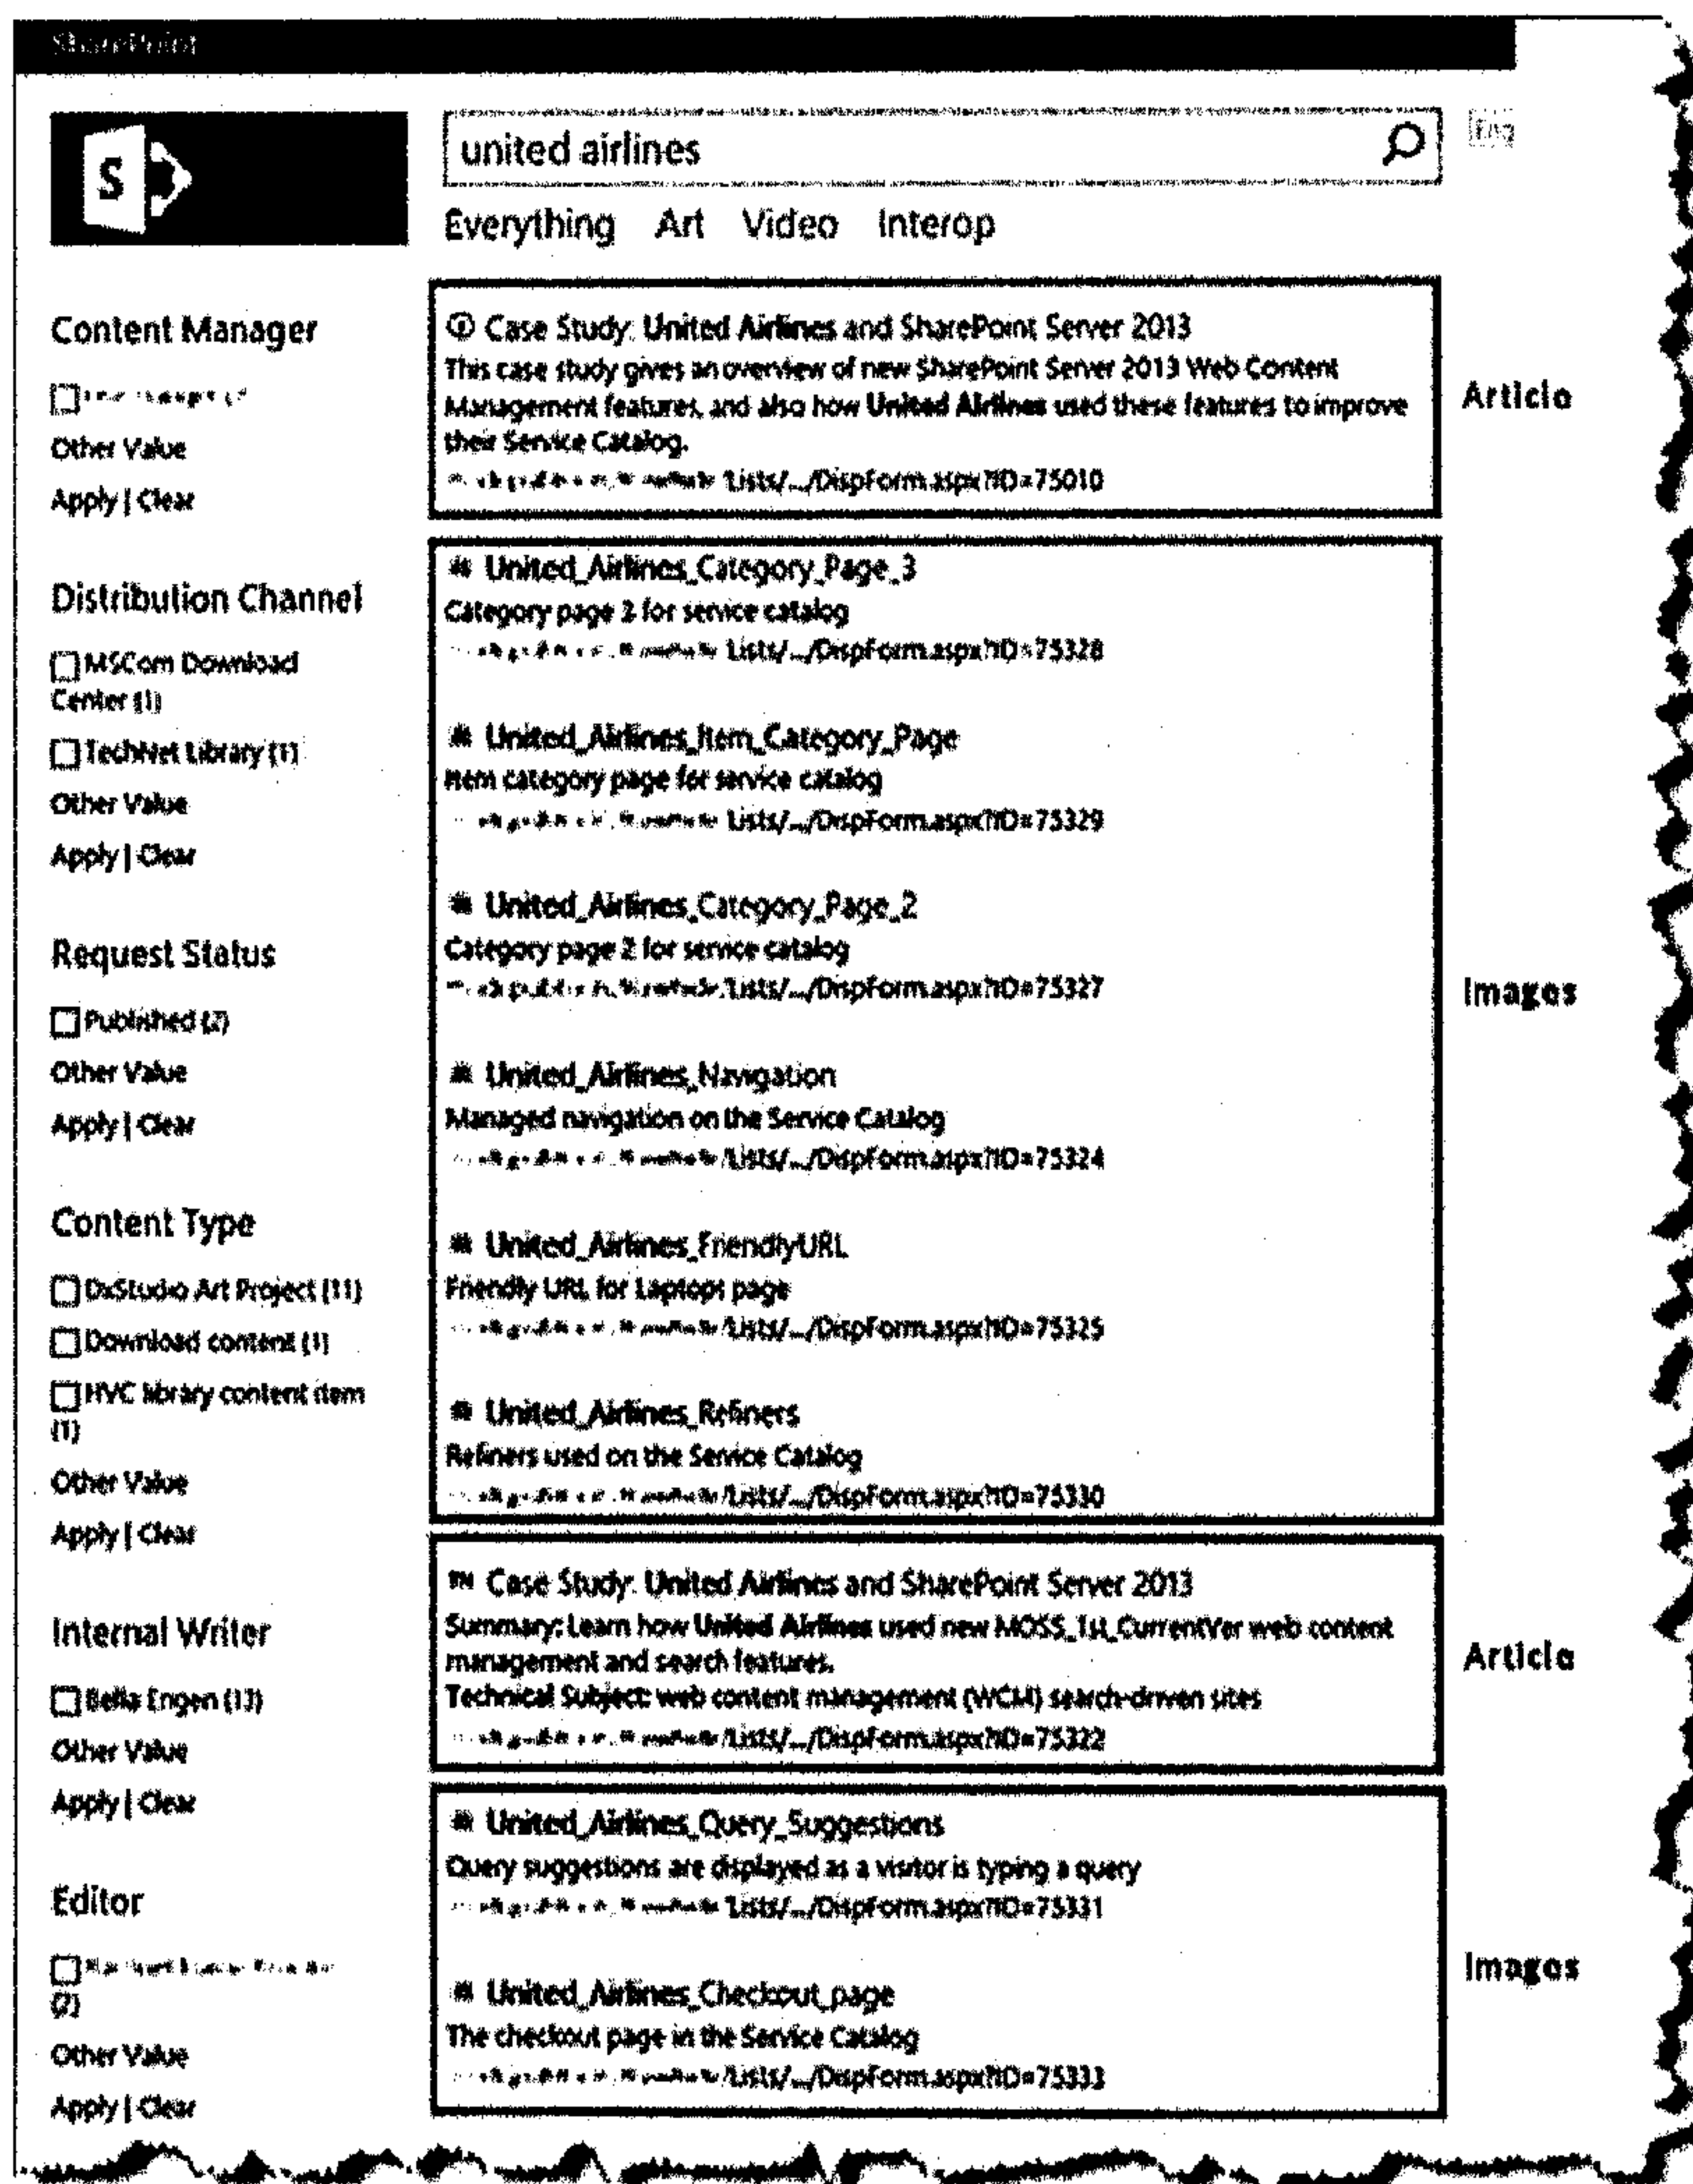 SharePoint
S
united airlines
Eng
Everything Art Video Interop
Content Manager
Other Value
Apply | Clear
Distribution Channel
MSCom Download
Center (1)
TechNet Library (1)
Other Value
Apply | Clear
Request Status
Published (2)
Other Value
Apply | Clear
Content Type
DxStudio Art Project (11)
Download content (1)
HVC library content item
(1)
Other Value
Apply | Clear
Internal Writer
Bella Engen (13)
Other Value
Apply | Clear
Editor
(2)
Other Value
Apply | Clear
Case Study: United Airlines and SharePoint Server 2013
This case study gives an overview of new SharePoint Server 2013 Web Content
Management features, and also how United Airlines used these features to improve
their Service Catalog.
/Lists/.../DispForm.aspx?ID=75010
Article
United_Airlines_Category_Page_3
Category page 2 for service catalog
Lists/.../DispForm.aspx?ID=75328
United_Airlines_Item_Category_Page
Item category page for service catalog
Lists/.../DispForm.aspx?ID=75329
United_Airlines_Category_Page_2
Category page 2 for service catalog
/Lists/.../DispForm.aspx?ID=75327
United_Airlines_Navigation
Managed navigation on the Service Catalog
/Lists/.../DispForm.aspx?ID=75324
United_Airlines_FriendlyURL
Friendly URL for Laptops page
/Lists/.../DispForm.aspx?ID=75325
United_Airlines_Refiners
Refiners used on the Service Catalog
/Lists/.../DispForm.aspx?ID=75330
Images
Case Study: United Airlines and SharePoint Server 2013
Summary: Learn how United Airlines used new MOSS_1st_CurrentVer web content
management and search features.
Technical Subject: web content management (WCM) search-driven sites
/Lists/.../DispForm.aspx?ID=75322
Article
United_Airlines_Query_Suggestions
Query suggestions are displayed as a visitor is typing a query
/Lists/.../DispForm.aspx?ID=75331
United_Airlines_Checkout_page
The checkout page in the Service Catalog
/Lists/.../DispForm.aspx?ID=75333
Images